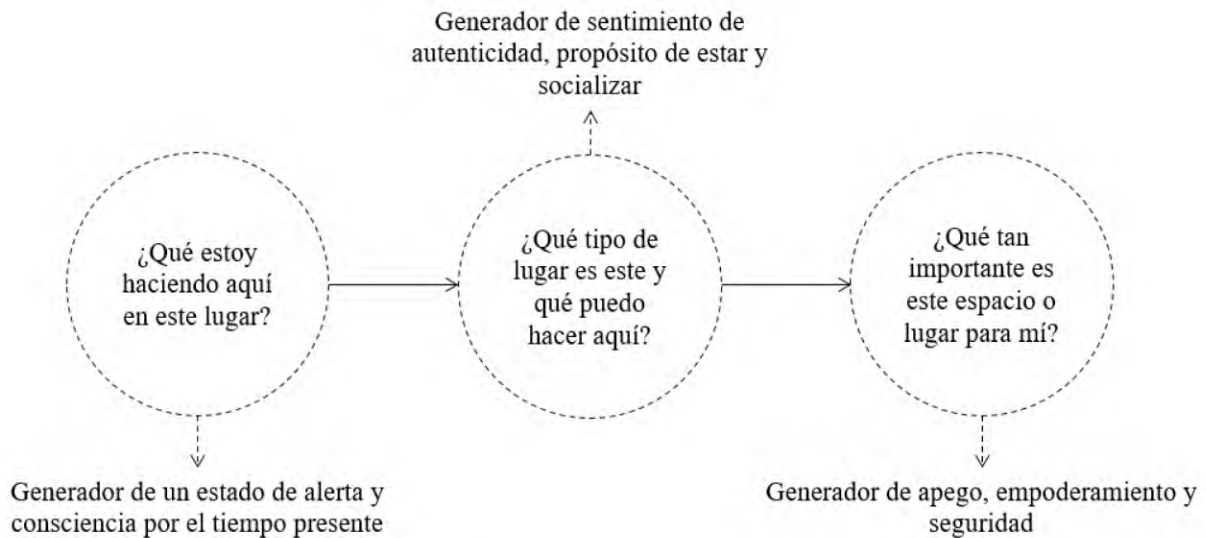 Generador de sentimiento de
autenticidad, propósito de estar y
socializar
¿Qué estoy
haciendo aquí
en este lugar?
¿Qué tipo de
lugar es este y
qué puedo
hacer aquí?
¿Qué tan
importante es
este espacio o
lugar para mí?
Generador de un estado de alerta y
consciencia por el tiempo presente
Generador de apego, empoderamiento y
seguridad